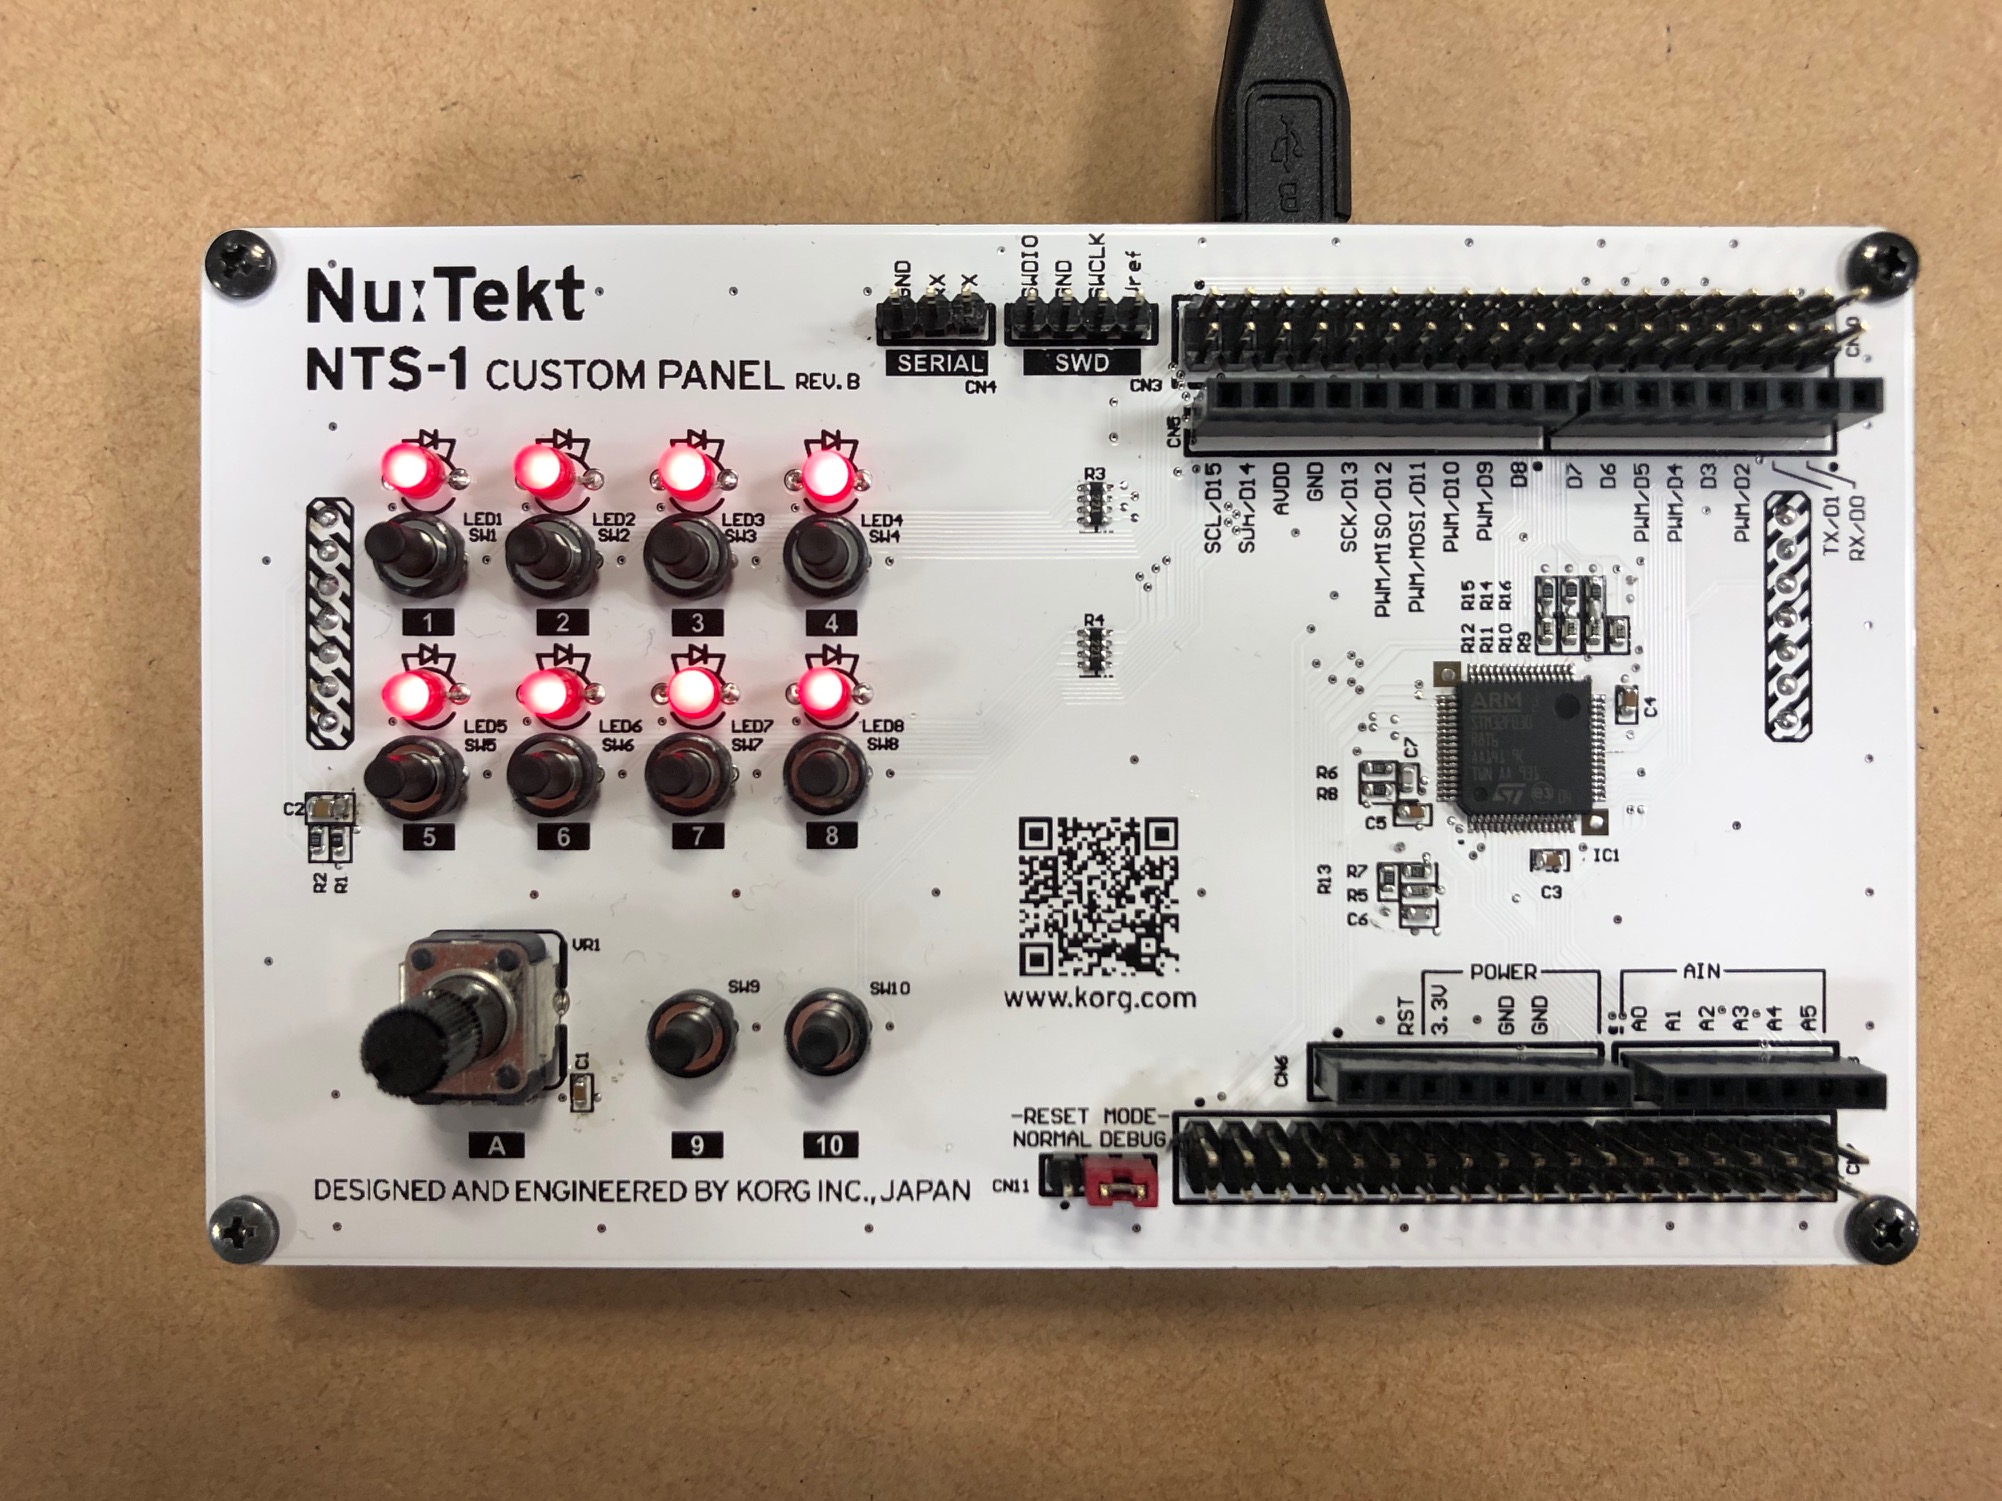 Nu:Tekt
NTS-1 CUSTOM PANEL REV. B
GND
SWDIO
GND
SWCLK
Vref
SERIAL
CN4
SWD
CN3
CN5
SCL/D15
AVDD
GND
SCK/D13
PWM/MISO/D12
PWM/MOSI/D11
PWM/D10
PWM/D9
D8
D7
D6
PWM/D5
PWM/D4
D3
PWM/D2
TX/D1
RX/D0
LED1
SW1
LED2
SW2
LED3
SW3
LED4
SW4
1
2
3
4
LED5
SW5
LED6
SW6
LED7
SW7
LED8
SW8
5
6
7
8
R3
R4
R12 R15
R11 R14
R10 R16
R9
ARM
C4
C7
R6
R8
C5
IC1
C3
R13
R7
R5
C6
C2
R2
R1
VR1
C1
SW9
SW10
A
9
10
www.korg.com
POWER
AIN
RST
3.3V
GND
GND
A0
A1
A2
A3
A4
A5
CN6
-RESET MODE-
NORMAL DEBUG
CN11
DESIGNED AND ENGINEERED BY KORG INC., JAPAN